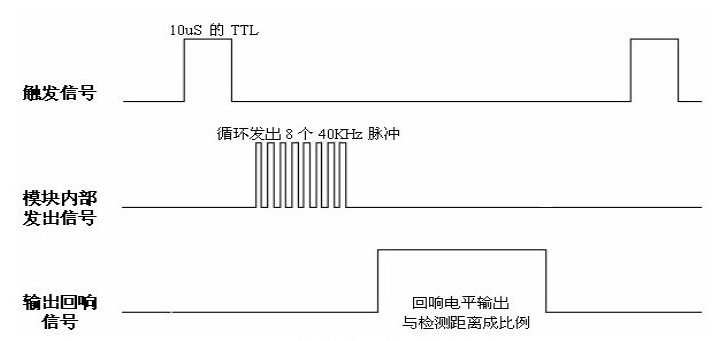 10uS 的 TTL
触发信号
循环发出 8 个 40KHz 脉冲
模块内部
发出信号
输出回响
信号
回响电平输出
与检测距离成比例